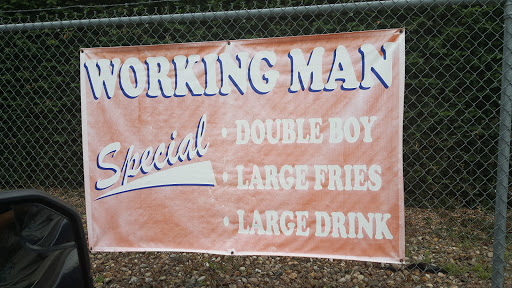 WORKING MAN
Special
• DOUBLE BOY
• LARGE FRIES
• LARGE DRINK